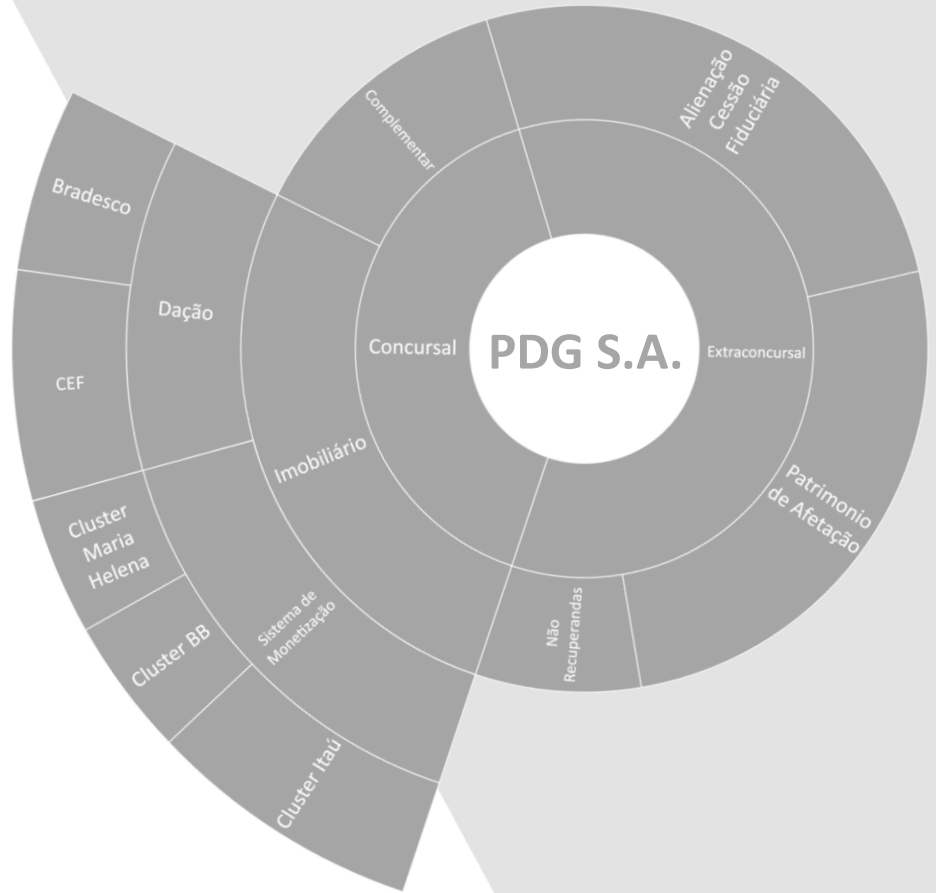 PDG S.A.
Concursal
Extraconcursal
Complementar
Imobiliário
Alienação
Cessão
Fiduciária
Patrimonio
de Afetação
Não
Recuperandas
Dação
Sistema de
Monetização
Bradesco
CEF
Cluster
Maria
Helena
Cluster BB
Cluster Itaú